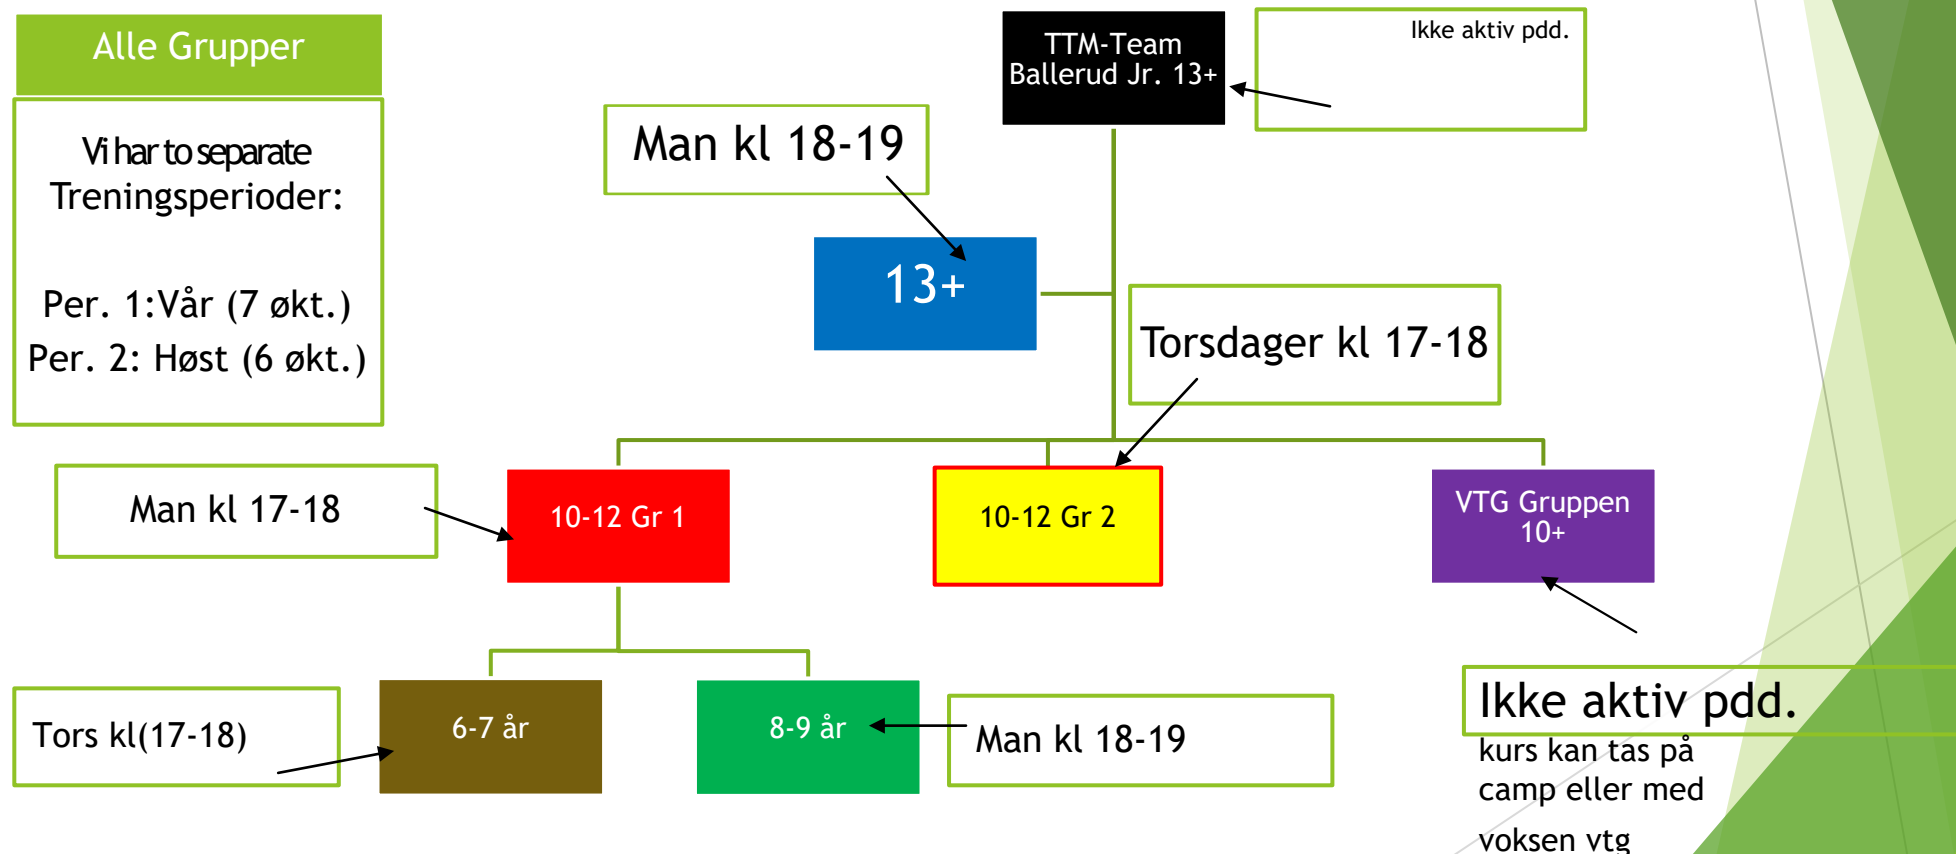 Alle Grupper
Vi har to separate
Treningsperioder:
Per. 1:Vår (7 økt.)
Per. 2: Høst (6 økt.)
TTM-Team
Ballerud Jr. 13+
Ikke aktiv pdd.
Man kl 18-19
13+
Torsdager kl 17-18
Man kl 17-18
10-12 Gr 1
10-12 Gr 2
VTG Gruppen
10+
Tors kl(17-18)
6-7 år
8-9 år
Man kl 18-19
Ikke aktiv pdd.
kurs kan tas på
camp eller med
voksen vtg